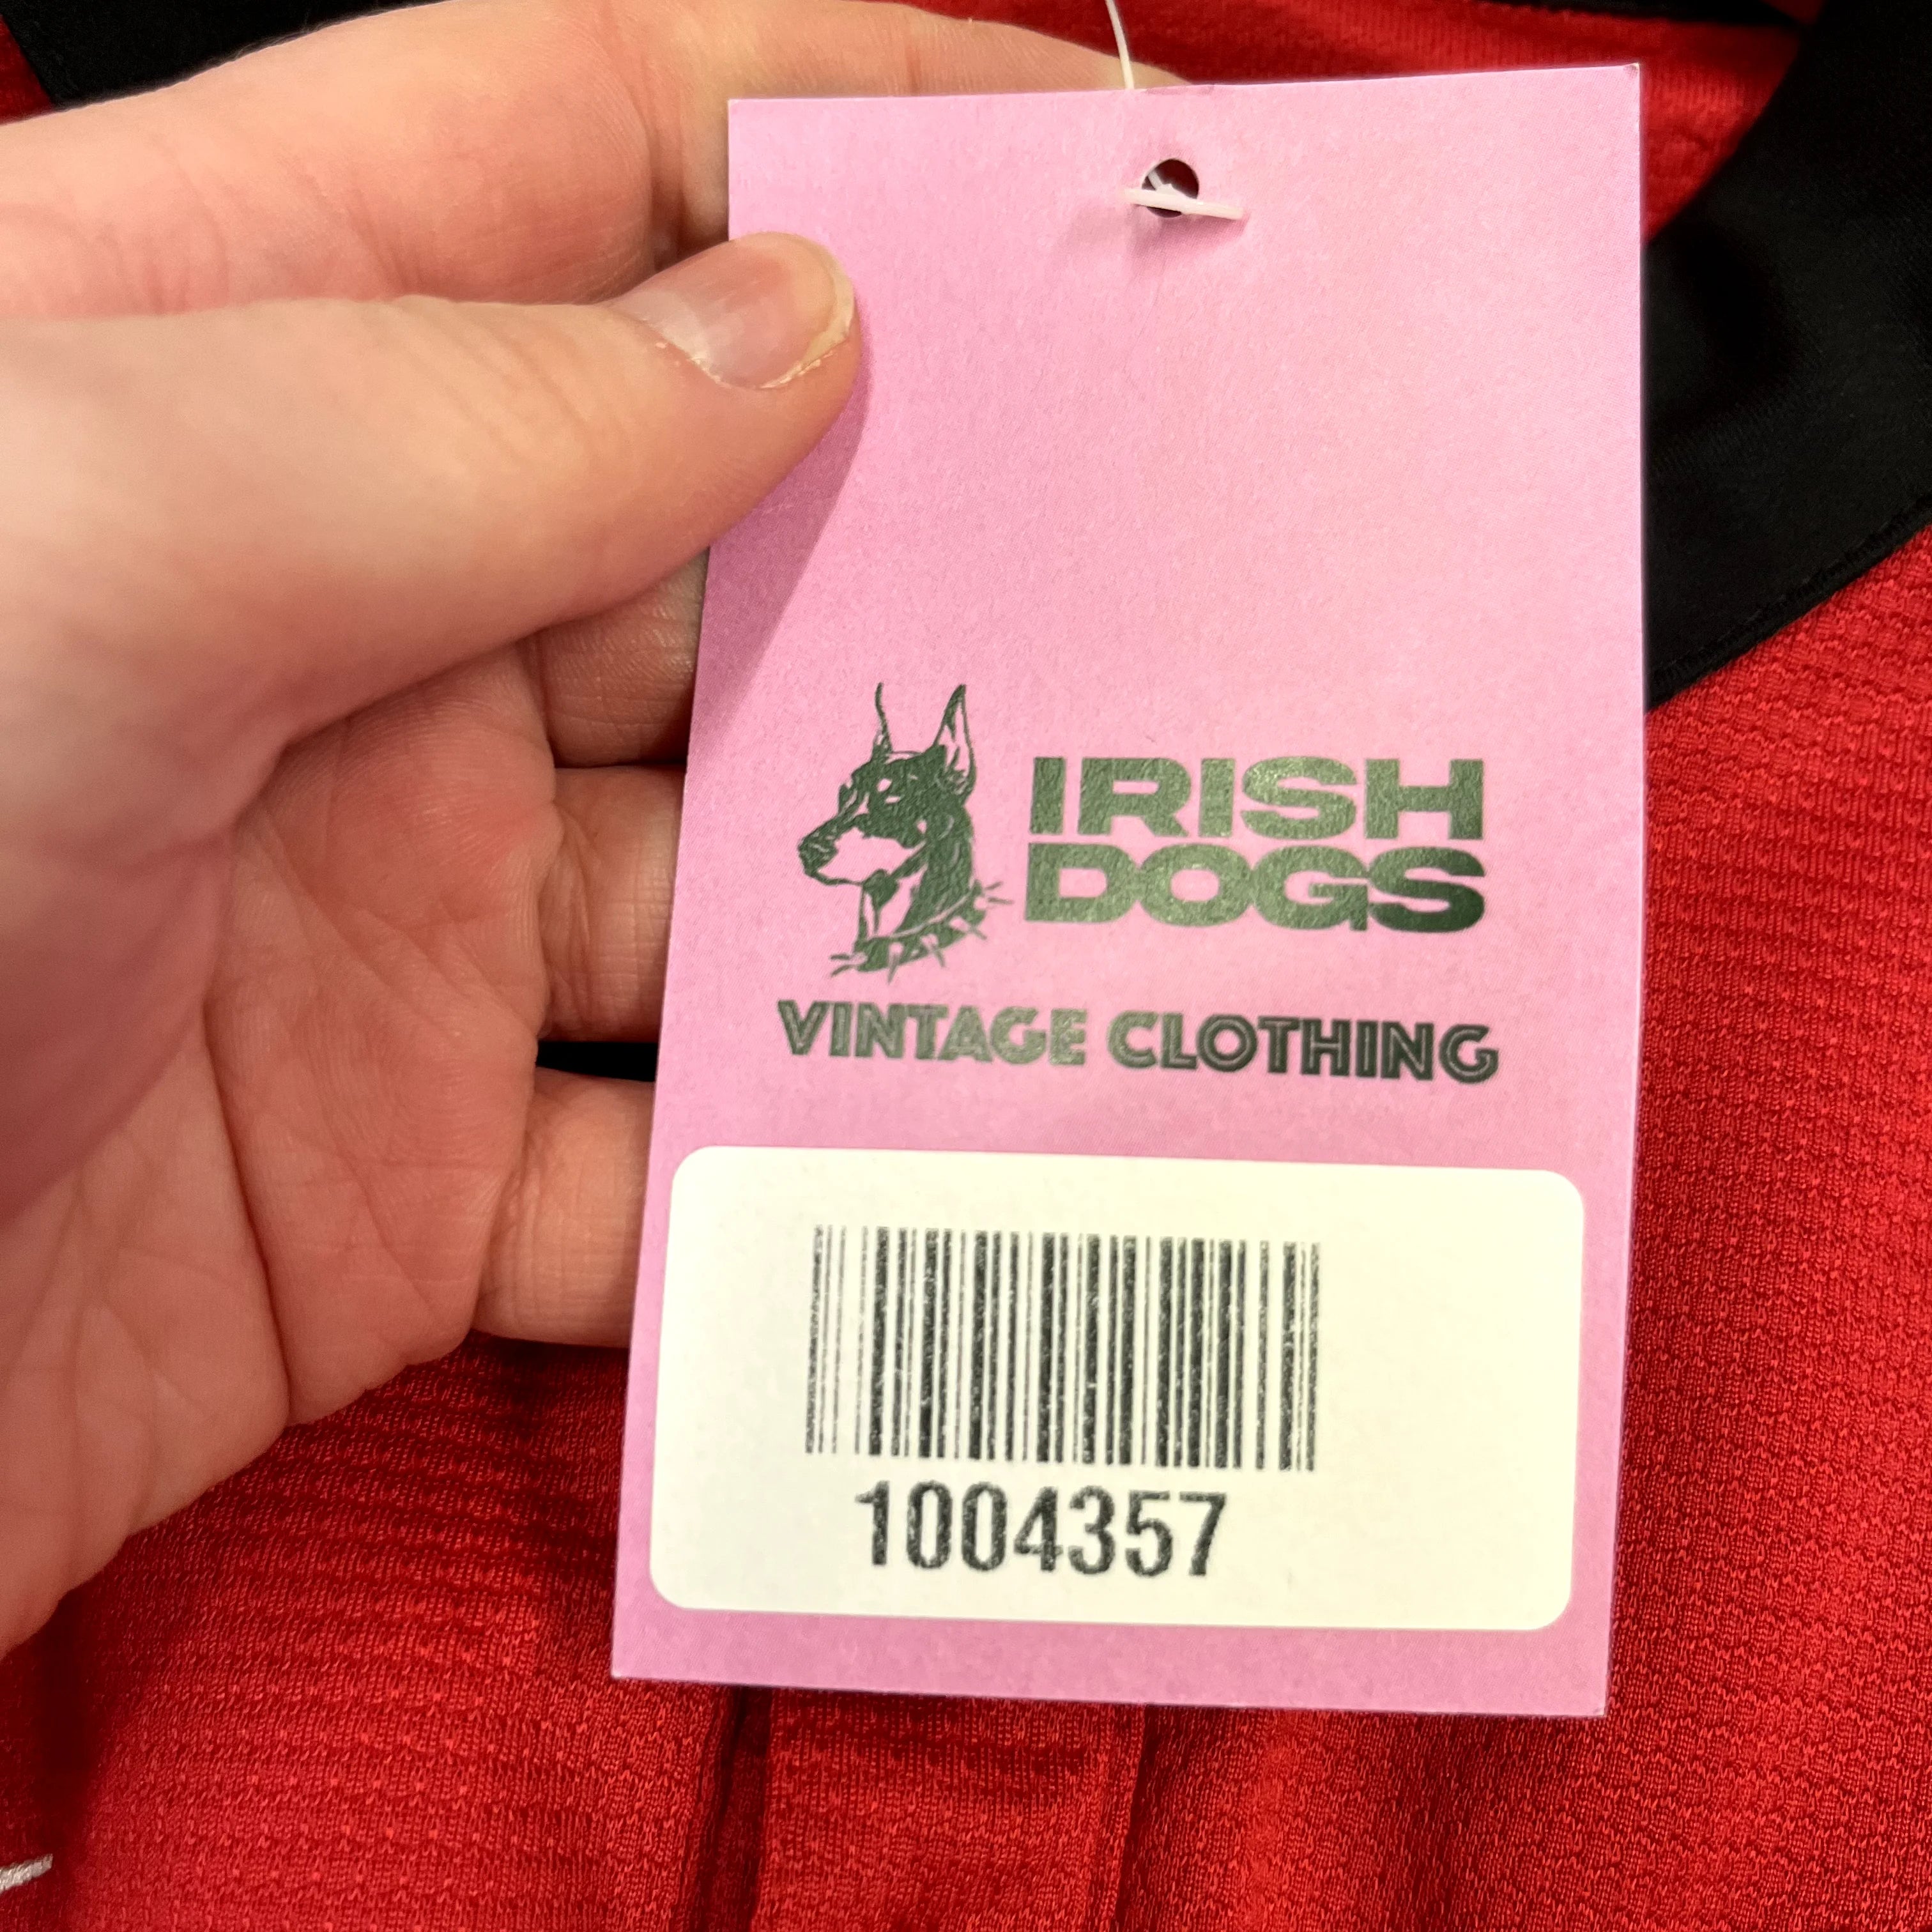 IRISH
DOGS
VINTAGE CLOTHING
1004357